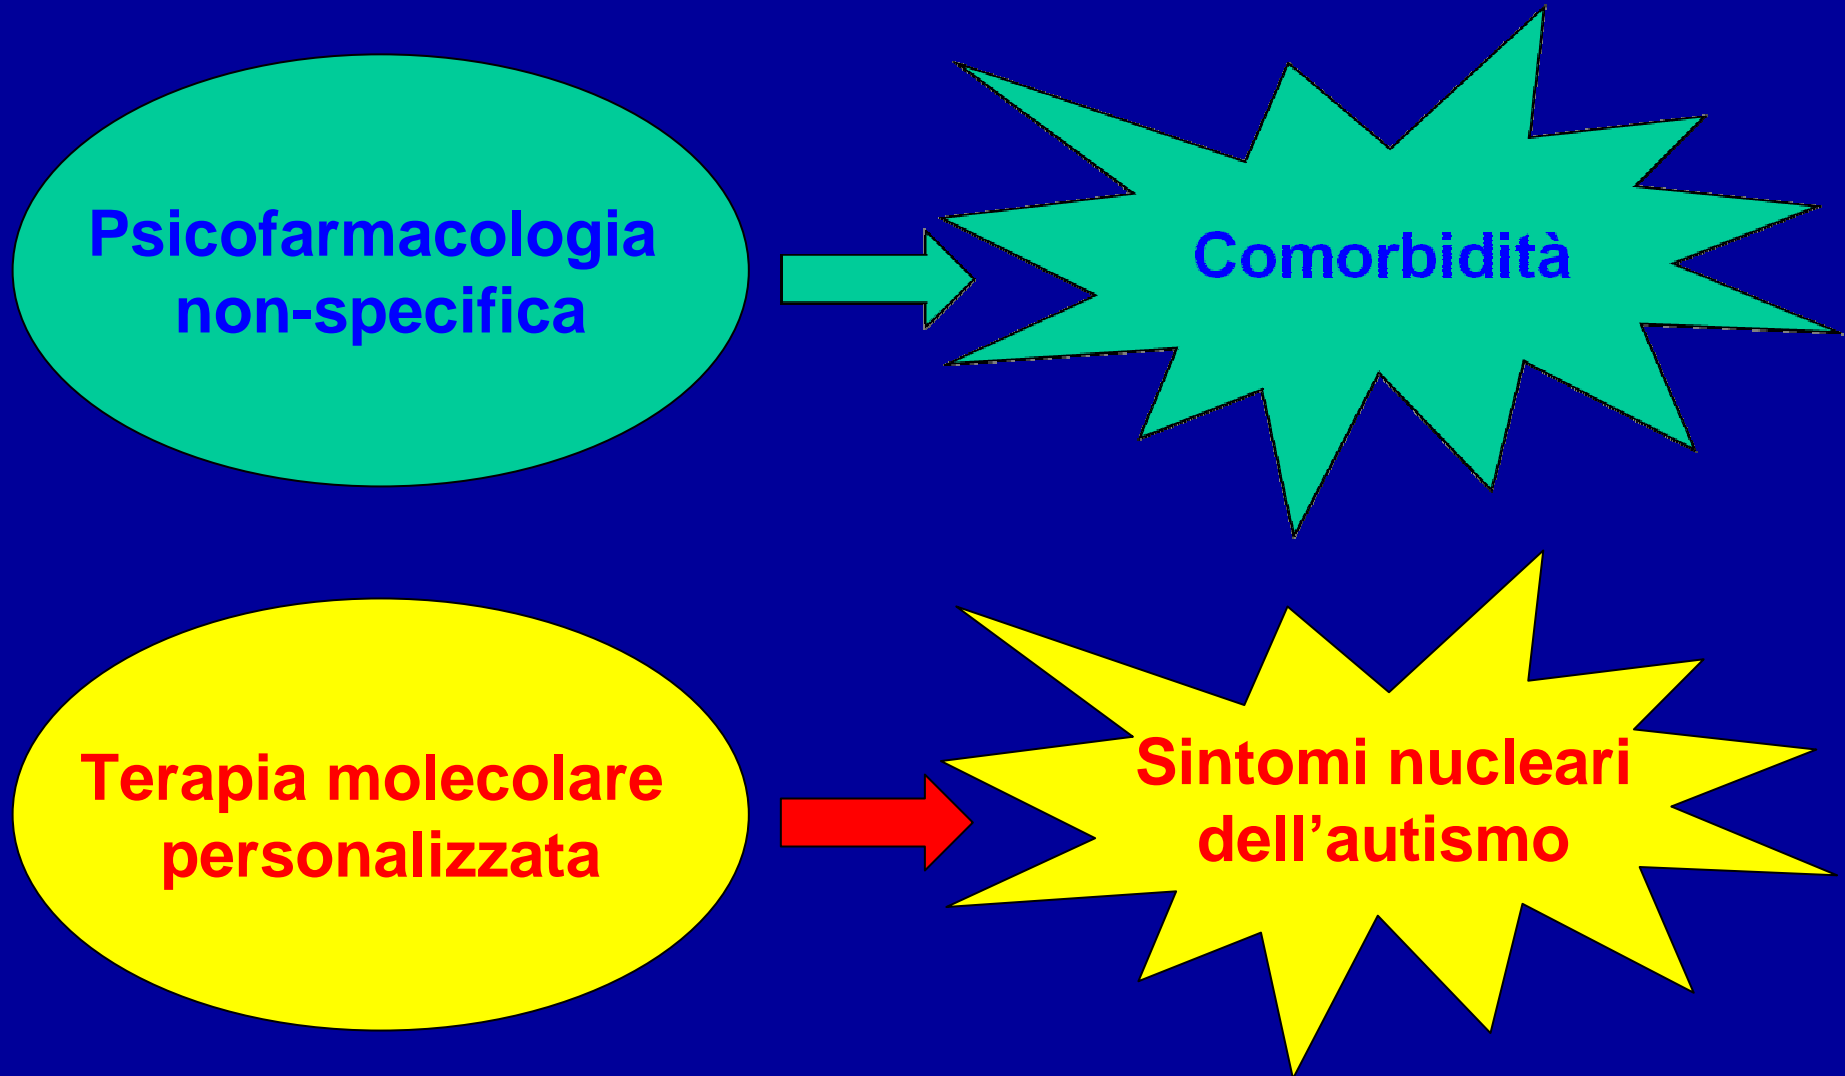 Psicofarmacologia
non-specifica
Comorbidità
Terapia molecolare
personalizzata
Sintomi nucleari
dell’autismo